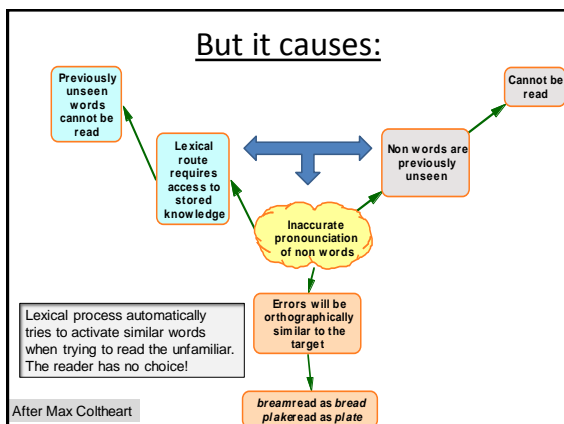 But it causes:
Previously
unseen
words
cannot be
read
Cannot be
read
Lexical
route
requires
access to
stored
knowledge
Non words are
previously
unseen
Inaccurate
pronounciation
of non words
Errors will be
orthographically
similar to the
target
Lexical process automatically
tries to activate similar words
when trying to read the unfamiliar.
The reader has no choice!
breamread as bread
plakeread as plate
After Max Coltheart